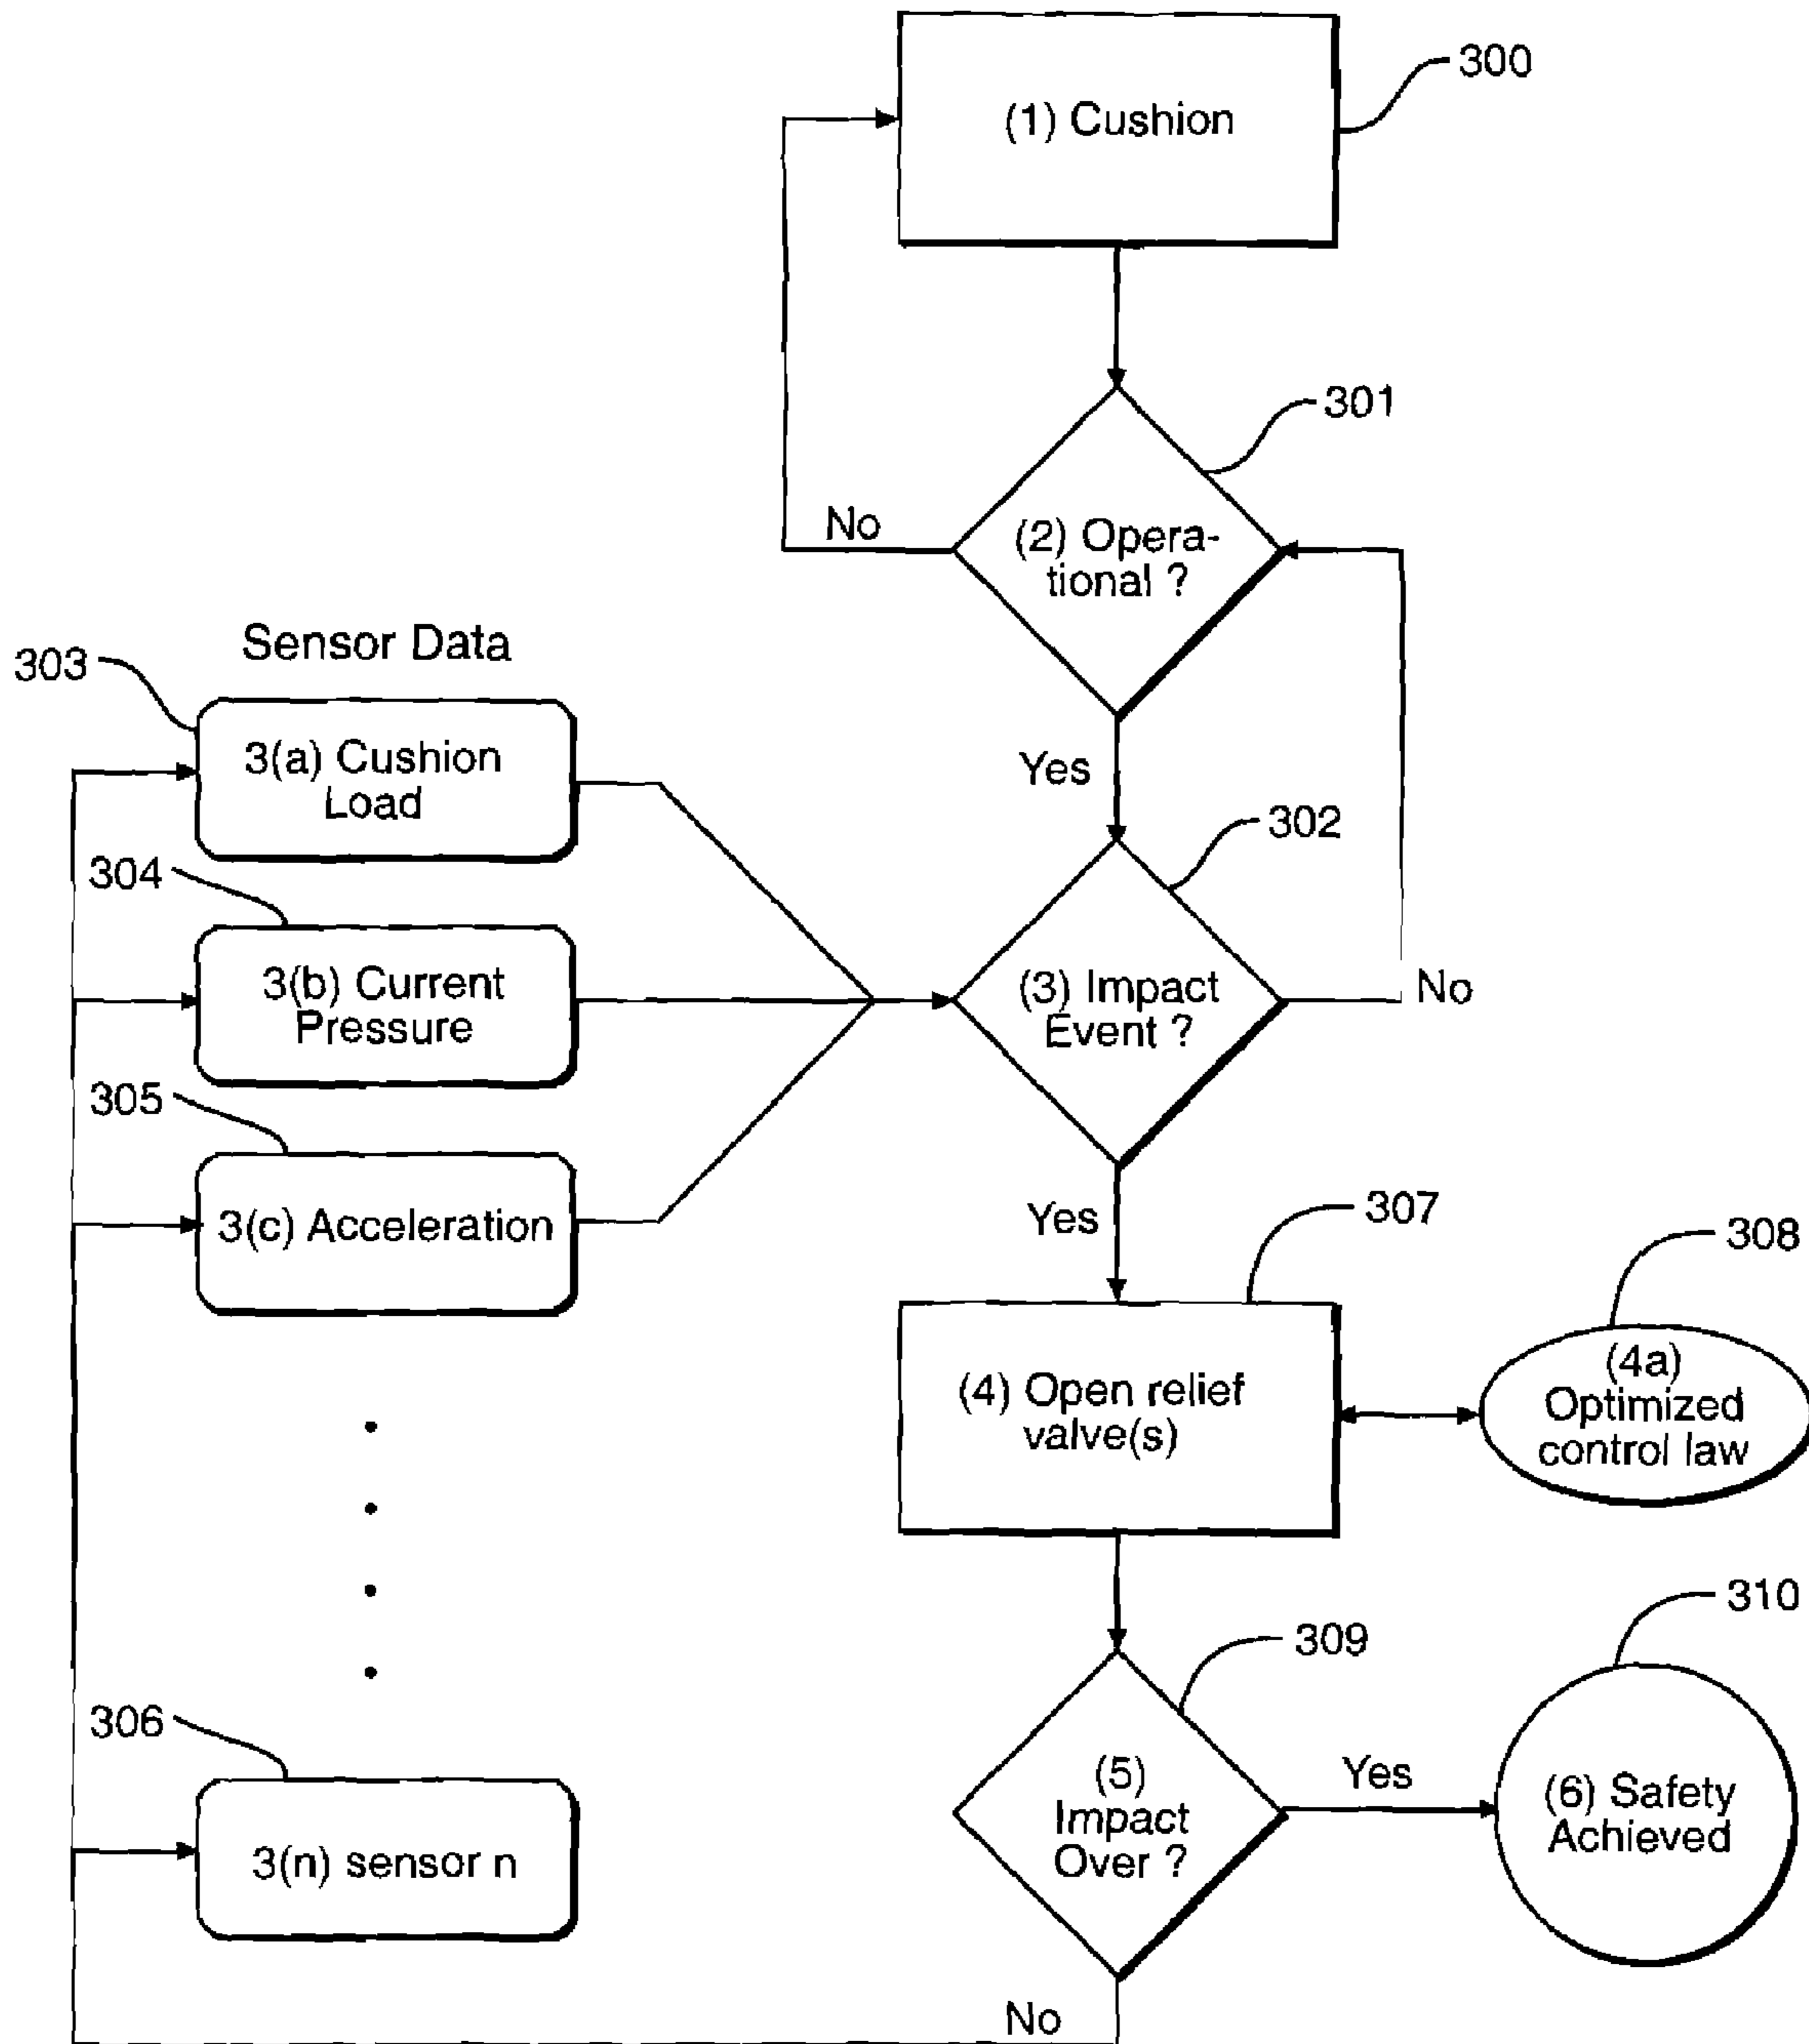 (1) Cushion
300
301
No
(2) Opera-
tional ?
Sensor Data
303
3(a) Cushion
Load
Yes
302
304
3(b) Current
Pressure
(3) Impact
Event ?
No
305
3(c) Acceleration
Yes
307
308
(4) Open relief
valve(s)
(4a)
Optimized
control law
309
310
306
3(n) sensor n
(5)
Impact
Over ?
Yes
(6) Safety
Achieved
No